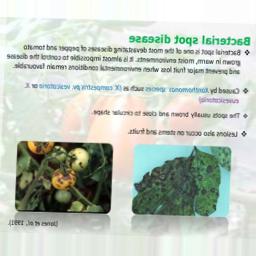 Bacterial spot disease
❖ Bacterial spot is one of the most devastating diseases of pepper and tomato
grown in warm, moist environments. It is almost impossible to control the disease
and prevent major fruit loss when environmental conditions remain favourable.
❖ Caused by Xanthomonas species such as (X. campestris pv. vesicatoria or X.
euvesicatoria)
❖ The spots usually brown and close to circular shape.
❖ Lesions also occur on stems and fruits.
(Jones et al., 1991).